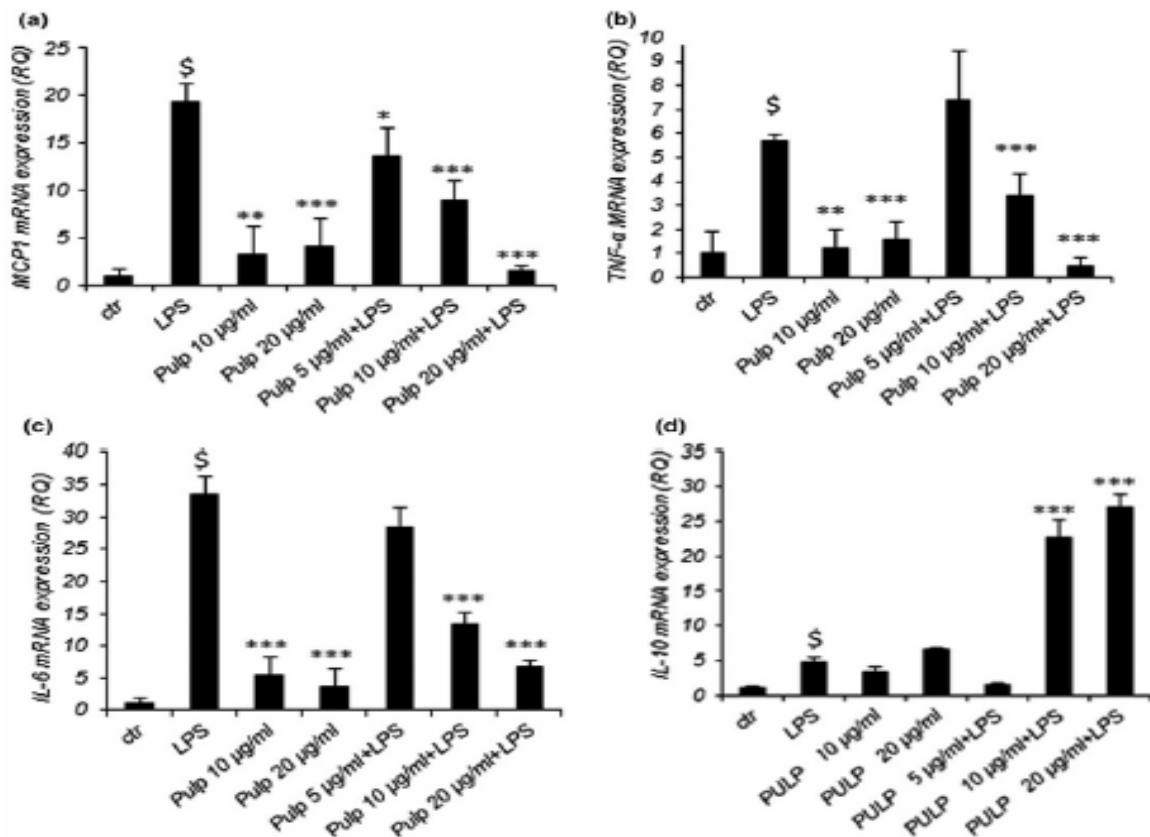 (a)
MCP1 mRNA expression (RQ)
25
20
15
10
5
0
$
**
***
*
***
***
ctr
LPS
Pulp 10 µg/ml
Pulp 20 µg/ml
Pulp 5 µg/ml+LPS
Pulp 10 µg/ml+LPS
Pulp 20 µg/ml+LPS
(b)
TNF-α MRNA expression (RQ)
10
9
8
7
6
5
4
3
2
1
0
$
**
***
***
***
ctr
LPS
Pulp 10 µg/ml
Pulp 20 µg/ml
Pulp 5 µg/ml+LPS
Pulp 10 µg/ml+LPS
Pulp 20 µg/ml+LPS
(c)
IL-6 mRNA expression (RQ)
40
35
30
25
20
15
10
5
0
$
***
***
***
***
ctr
LPS
Pulp 10 µg/ml
Pulp 20 µg/ml
Pulp 5 µg/ml+LPS
Pulp 10 µg/ml+LPS
Pulp 20 µg/ml+LPS
(d)
IL-10 mRNA expression (RQ)
35
30
25
20
15
10
5
0
$
***
***
ctr
LPS
PULP 10 µg/ml
PULP 20 µg/ml
PULP 5 µg/ml+LPS
PULP 10 µg/ml+LPS
PULP 20 µg/ml+LPS